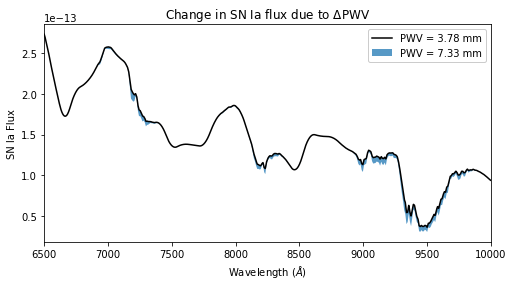 Change in SN Ia flux due to ΔPWV
1e−13
PWV = 3.78 mm
PWV = 7.33 mm
2.5
2.0
1.5
1.0
0.5
SN Ia Flux
6500 7000 7500 8000 8500 9000 9500 10000
Wavelength (Å)